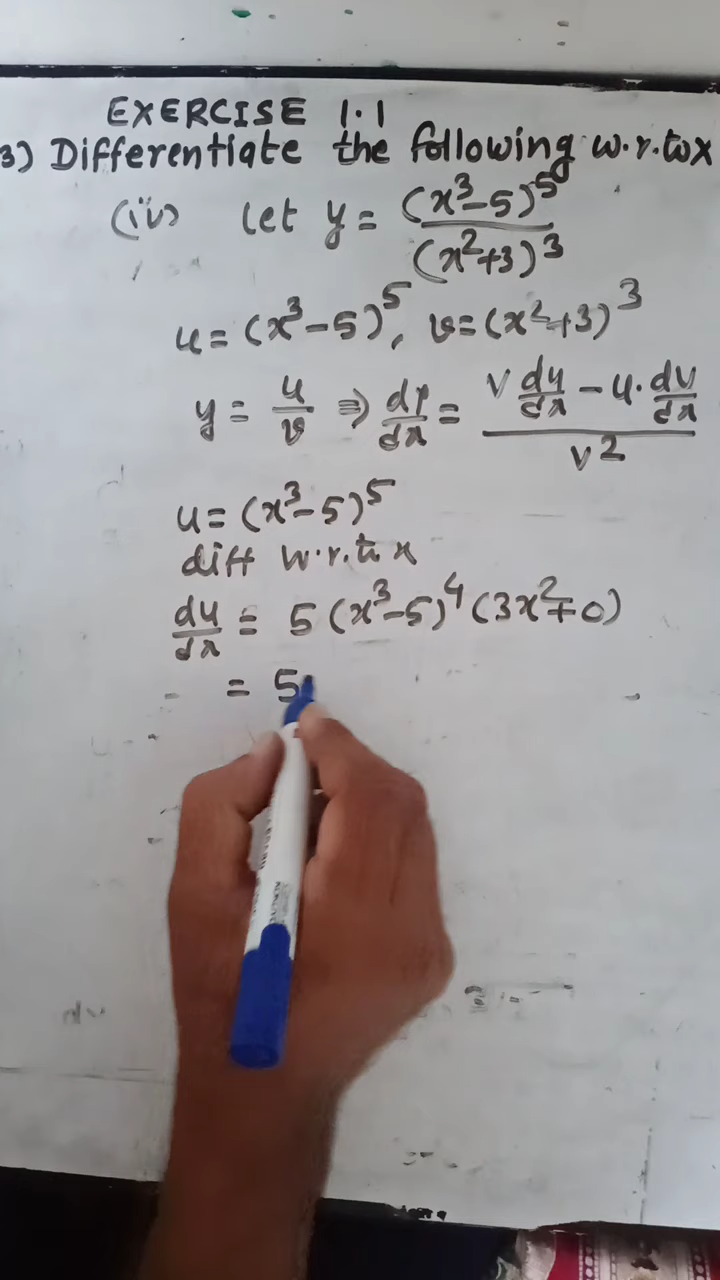 EXERCISE 1.1
3) Differentiate the following w.r.to x
(iv) Let y = (x³-5)⁵ / (x²+3)³
u = (x³-5)⁵, v = (x²+3)³
y = u/v ⇒ dy/dx = (v du/dx - u · dv/dx) / v²
u = (x³-5)⁵
diff w.r.to x
du/dx = 5(x³-5)⁴(3x²∓0)
= 5